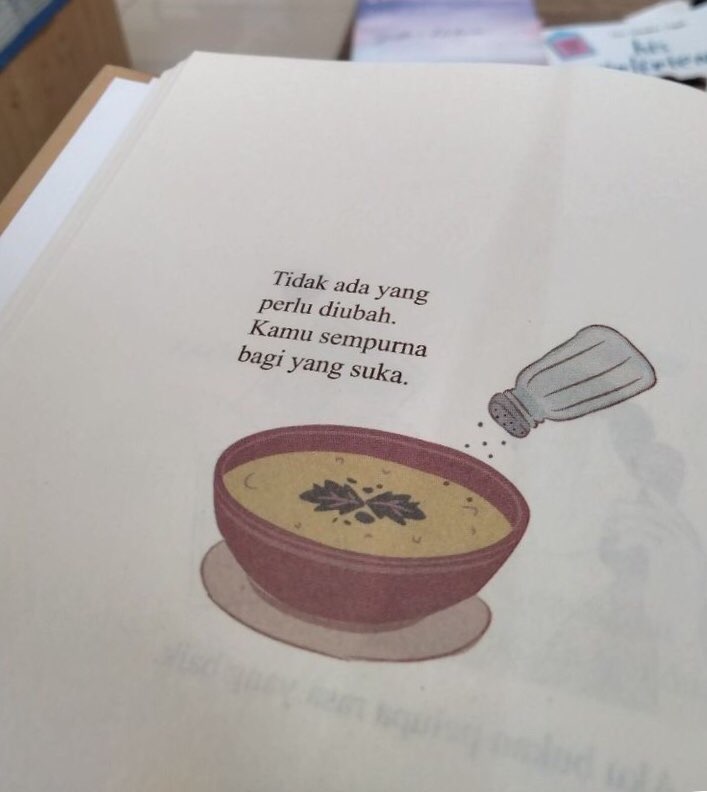 Tidak ada yang
perlu diubah.
Kamu sempurna
bagi yang suka.